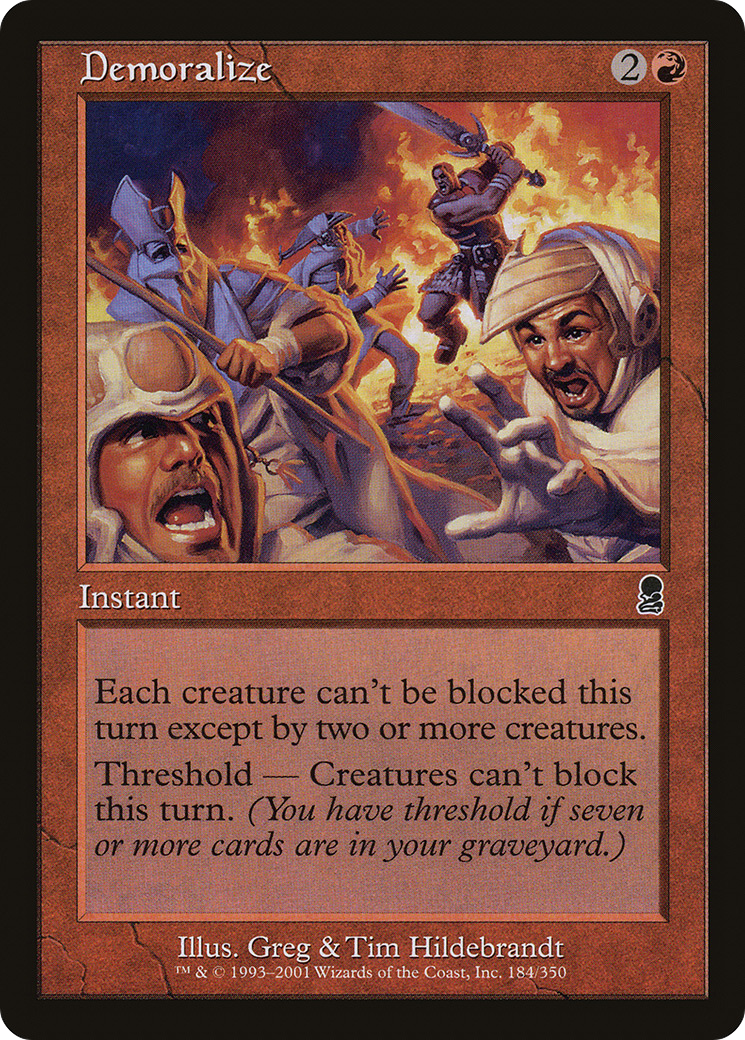 Demoralize 2
Instant
Each creature can't be blocked this
turn except by two or more creatures.
Threshold — Creatures can't block
this turn. (You have threshold if seven
or more cards are in your graveyard.)
Illus. Greg & Tim Hildebrandt
™ & © 1993–2001 Wizards of the Coast, Inc. 184/350